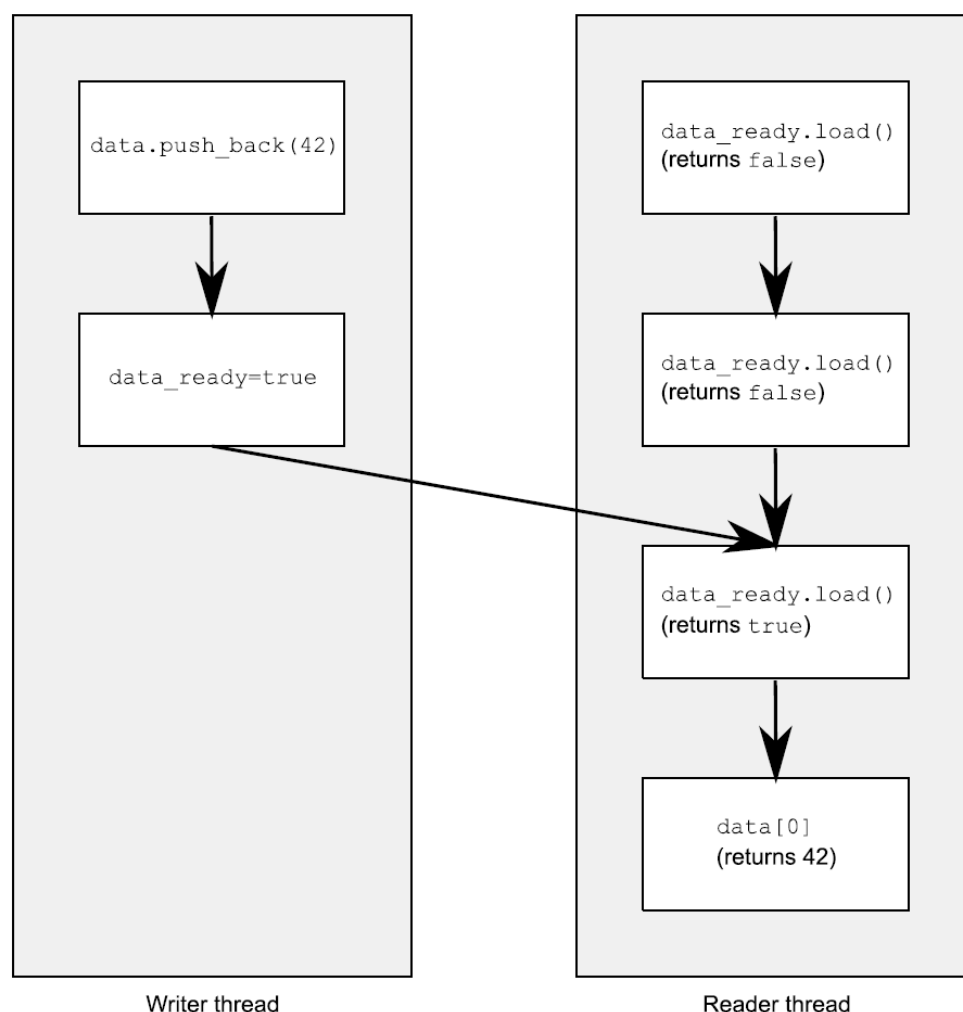 data.push_back(42)
data_ready=true
Writer thread
data_ready.load()
(returns false)
data_ready.load()
(returns false)
data_ready.load()
(returns true)
data[0]
(returns 42)
Reader thread